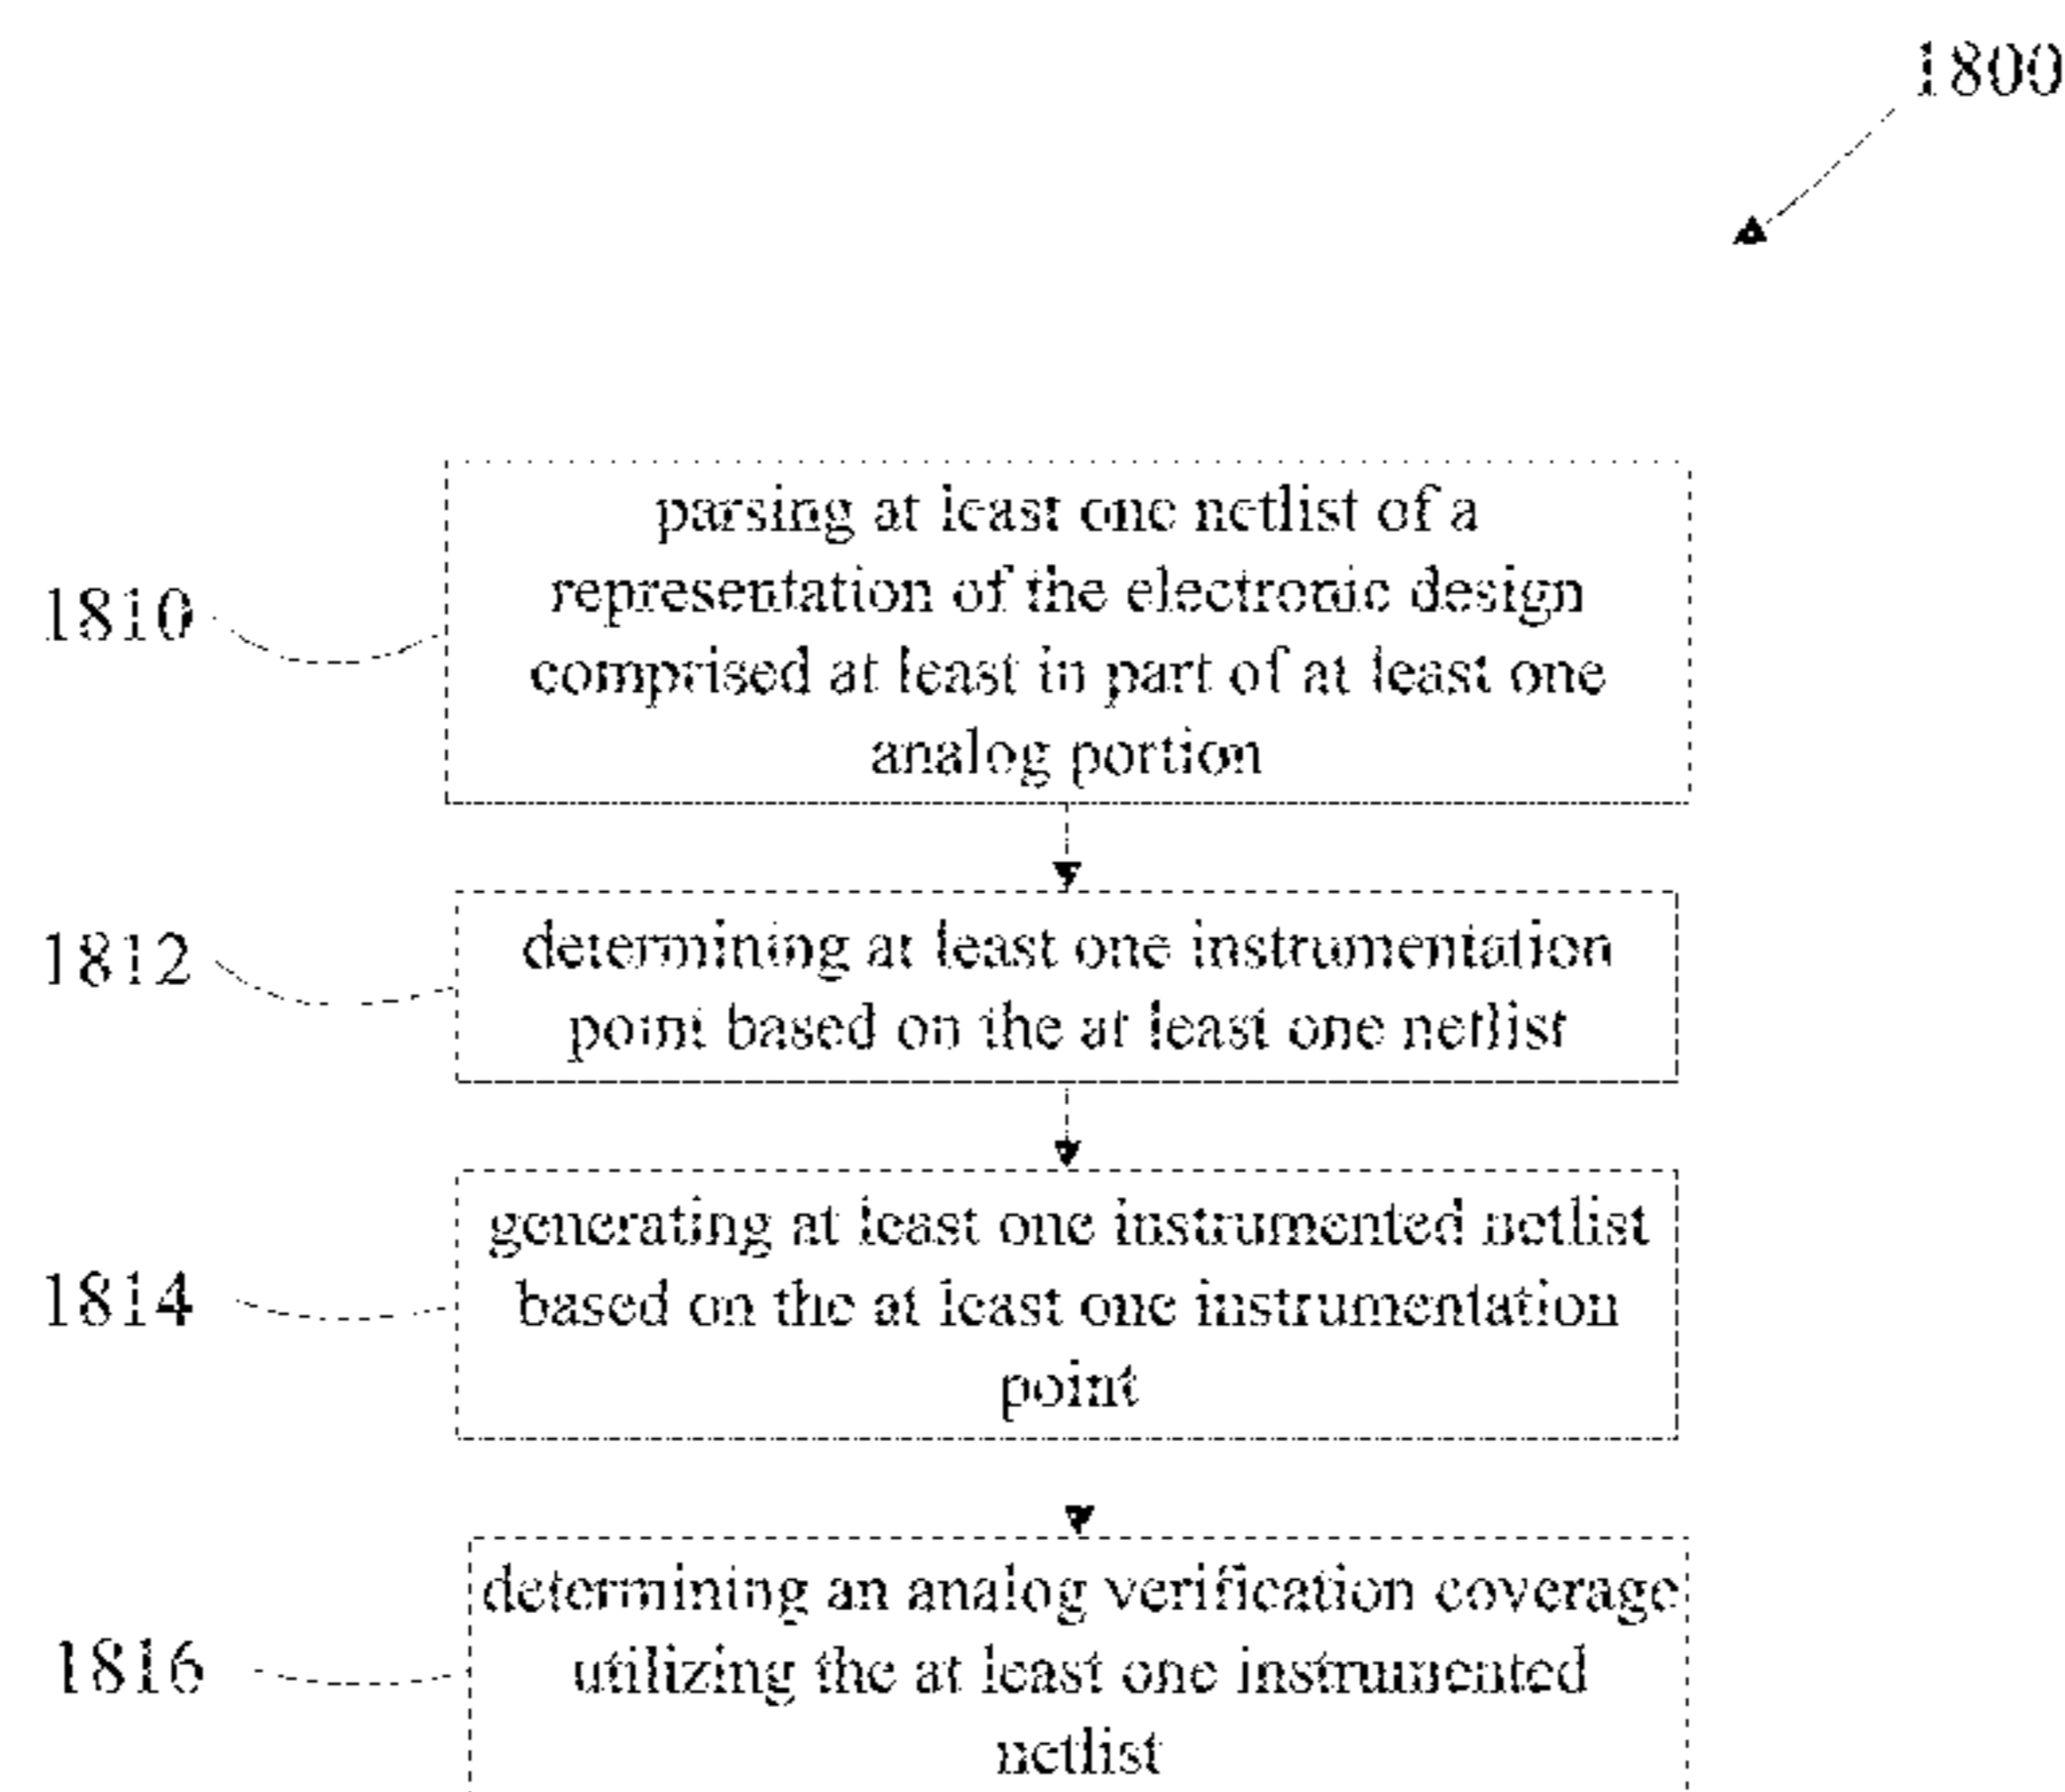 1800
1810
parsing at least one netlist of a
representation of the electronic design
comprised at least in part of at least one
analog portion
1812
determining at least one instrumentation
point based on the at least one netlist
1814
generating at least one instrumented netlist
based on the at least one instrumentation
point
1816
determining an analog verification coverage
utilizing the at least one instrumented
netlist